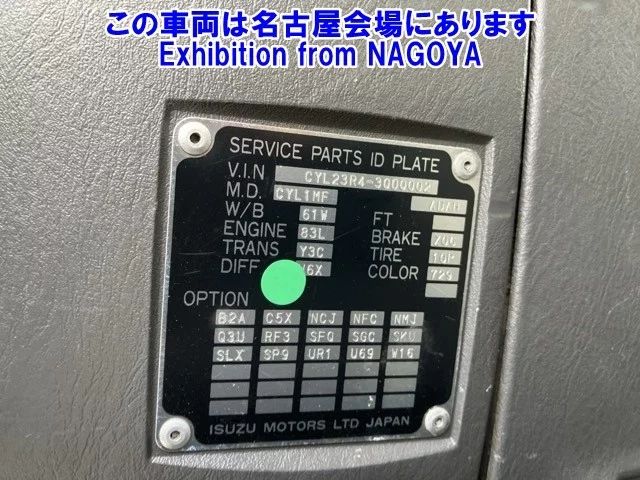 この車両は名古屋会場にあります
Exhibition from NAGOYA
SERVICE PARTS ID PLATE
V.I.N CYL23R4-3000002
M.D. CYL1MF
W/B 61W FT
ENGINE 83L BRAKE
TRANS Y3C TIRE
DIFF COLOR 729
OPTION
B2A C5X NCJ NFC NMJ
Q3U RF3 SFQ SGC
SLX SP9 UR1 U69 W16
ISUZU MOTORS LTD JAPAN